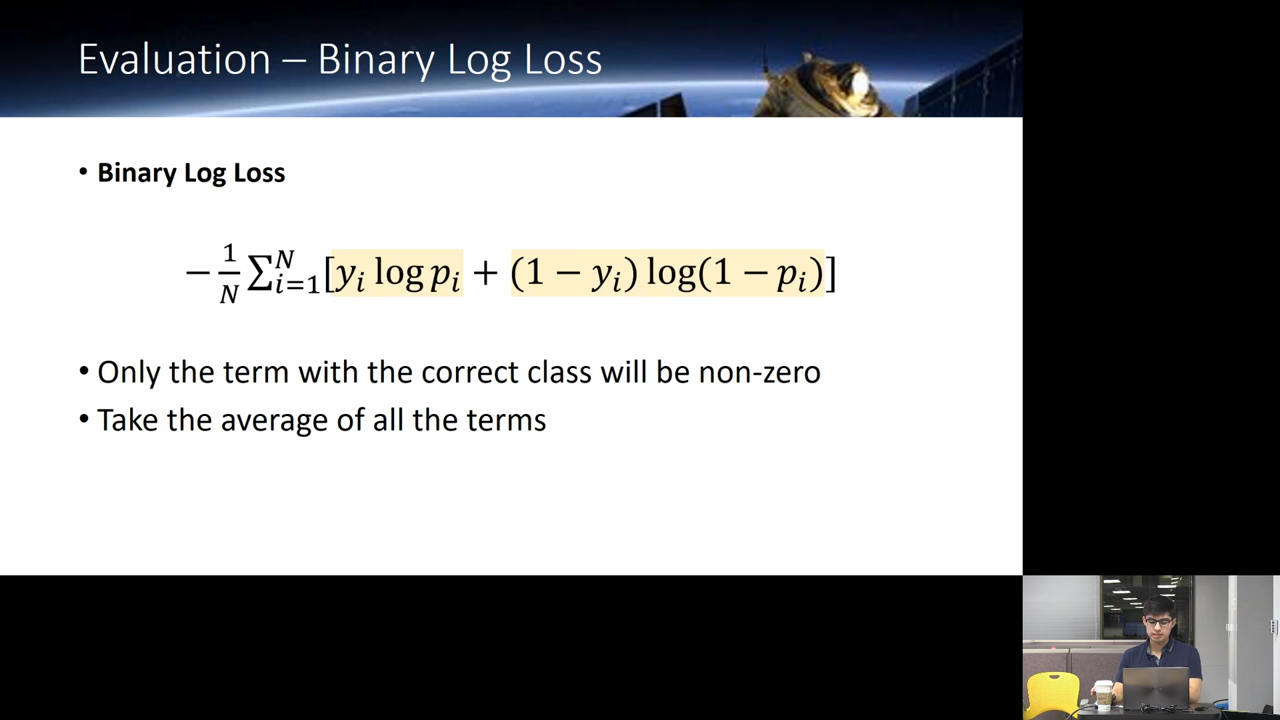 Evaluation – Binary Log Loss
• Binary Log Loss
−\frac{1}{N}∑_{i=1}^{N}[y_i log p_i + (1 − y_i) log(1 − p_i)]
• Only the term with the correct class will be non-zero
• Take the average of all the terms